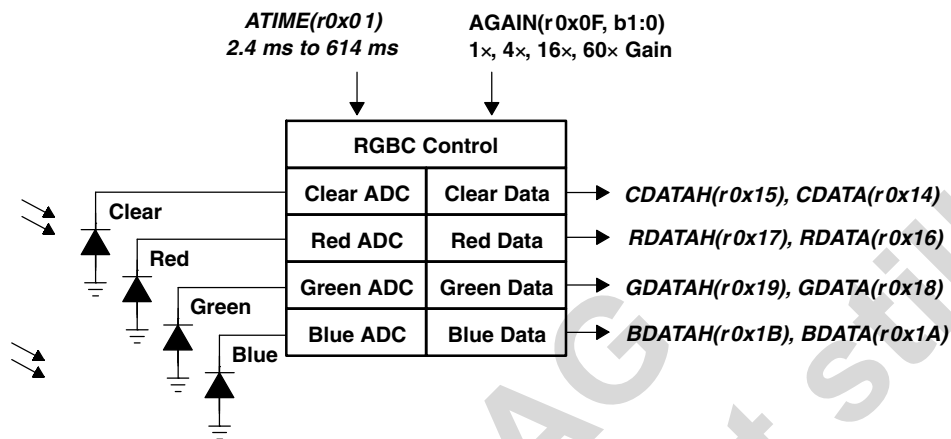 ATIME(r0x01)
2.4 ms to 614 ms
AGAIN(r0x0F, b1:0)
1×, 4×, 16×, 60× Gain
RGBC Control
Clear
Clear ADC
Clear Data
CDATAH(r0x15), CDATA(r0x14)
Red
Red ADC
Red Data
RDATAH(r0x17), RDATA(r0x16)
Green
Green ADC
Green Data
GDATAH(r0x19), GDATA(r0x18)
Blue
Blue ADC
Blue Data
BDATAH(r0x1B), BDATA(r0x1A)
AG